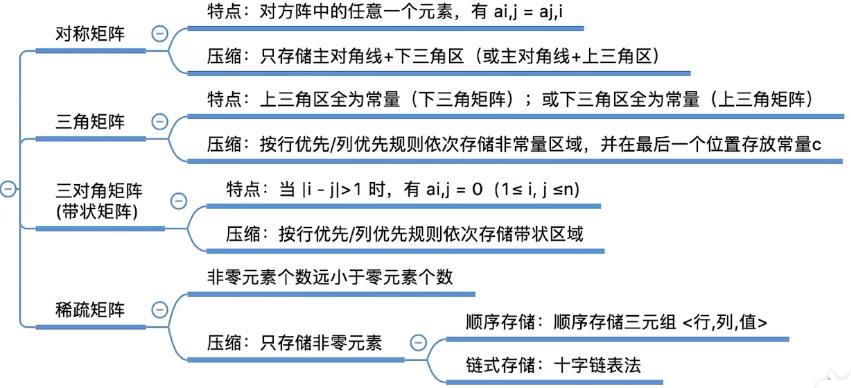 对称矩阵
特点：对方阵中的任意一个元素，有 ai,j = aj,i
压缩：只存储主对角线+下三角区（或主对角线+上三角区）
三角矩阵
特点：上三角区全为常量（下三角矩阵）；或下三角区全为常量（上三角矩阵）
压缩：按行优先/列优先规则依次存储非常量区域，并在最后一个位置存放常量c
三对角矩阵
(带状矩阵)
特点：当 |i - j|>1 时，有 ai,j = 0（1≤ i, j ≤n）
压缩：按行优先/列优先规则依次存储带状区域
稀疏矩阵
非零元素个数远小于零元素个数
压缩：只存储非零元素
顺序存储：顺序存储三元组 <行,列,值>
链式存储：十字链表法